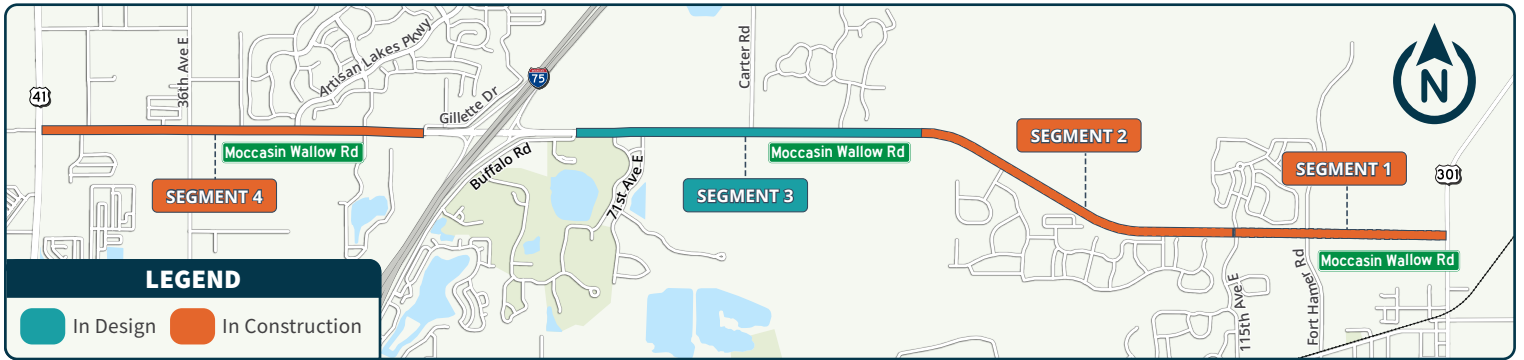 41
36th Ave E
Artisan Lakes Pkwy
Gillette Dr
75
Carter Rd
N
Moccasin Wallow Rd
SEGMENT 4
Buffalo Rd
71st Ave E
Moccasin Wallow Rd
SEGMENT 3
SEGMENT 2
SEGMENT 1
301
Moccasin Wallow Rd
115th Ave E
Fort Hamer Rd
LEGEND
In Design
In Construction